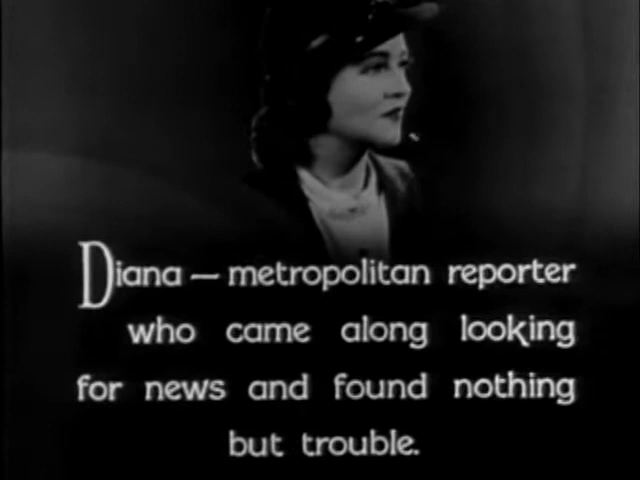 Diana — metropolitan reporter
who came along looking
for news and found nothing
but trouble.